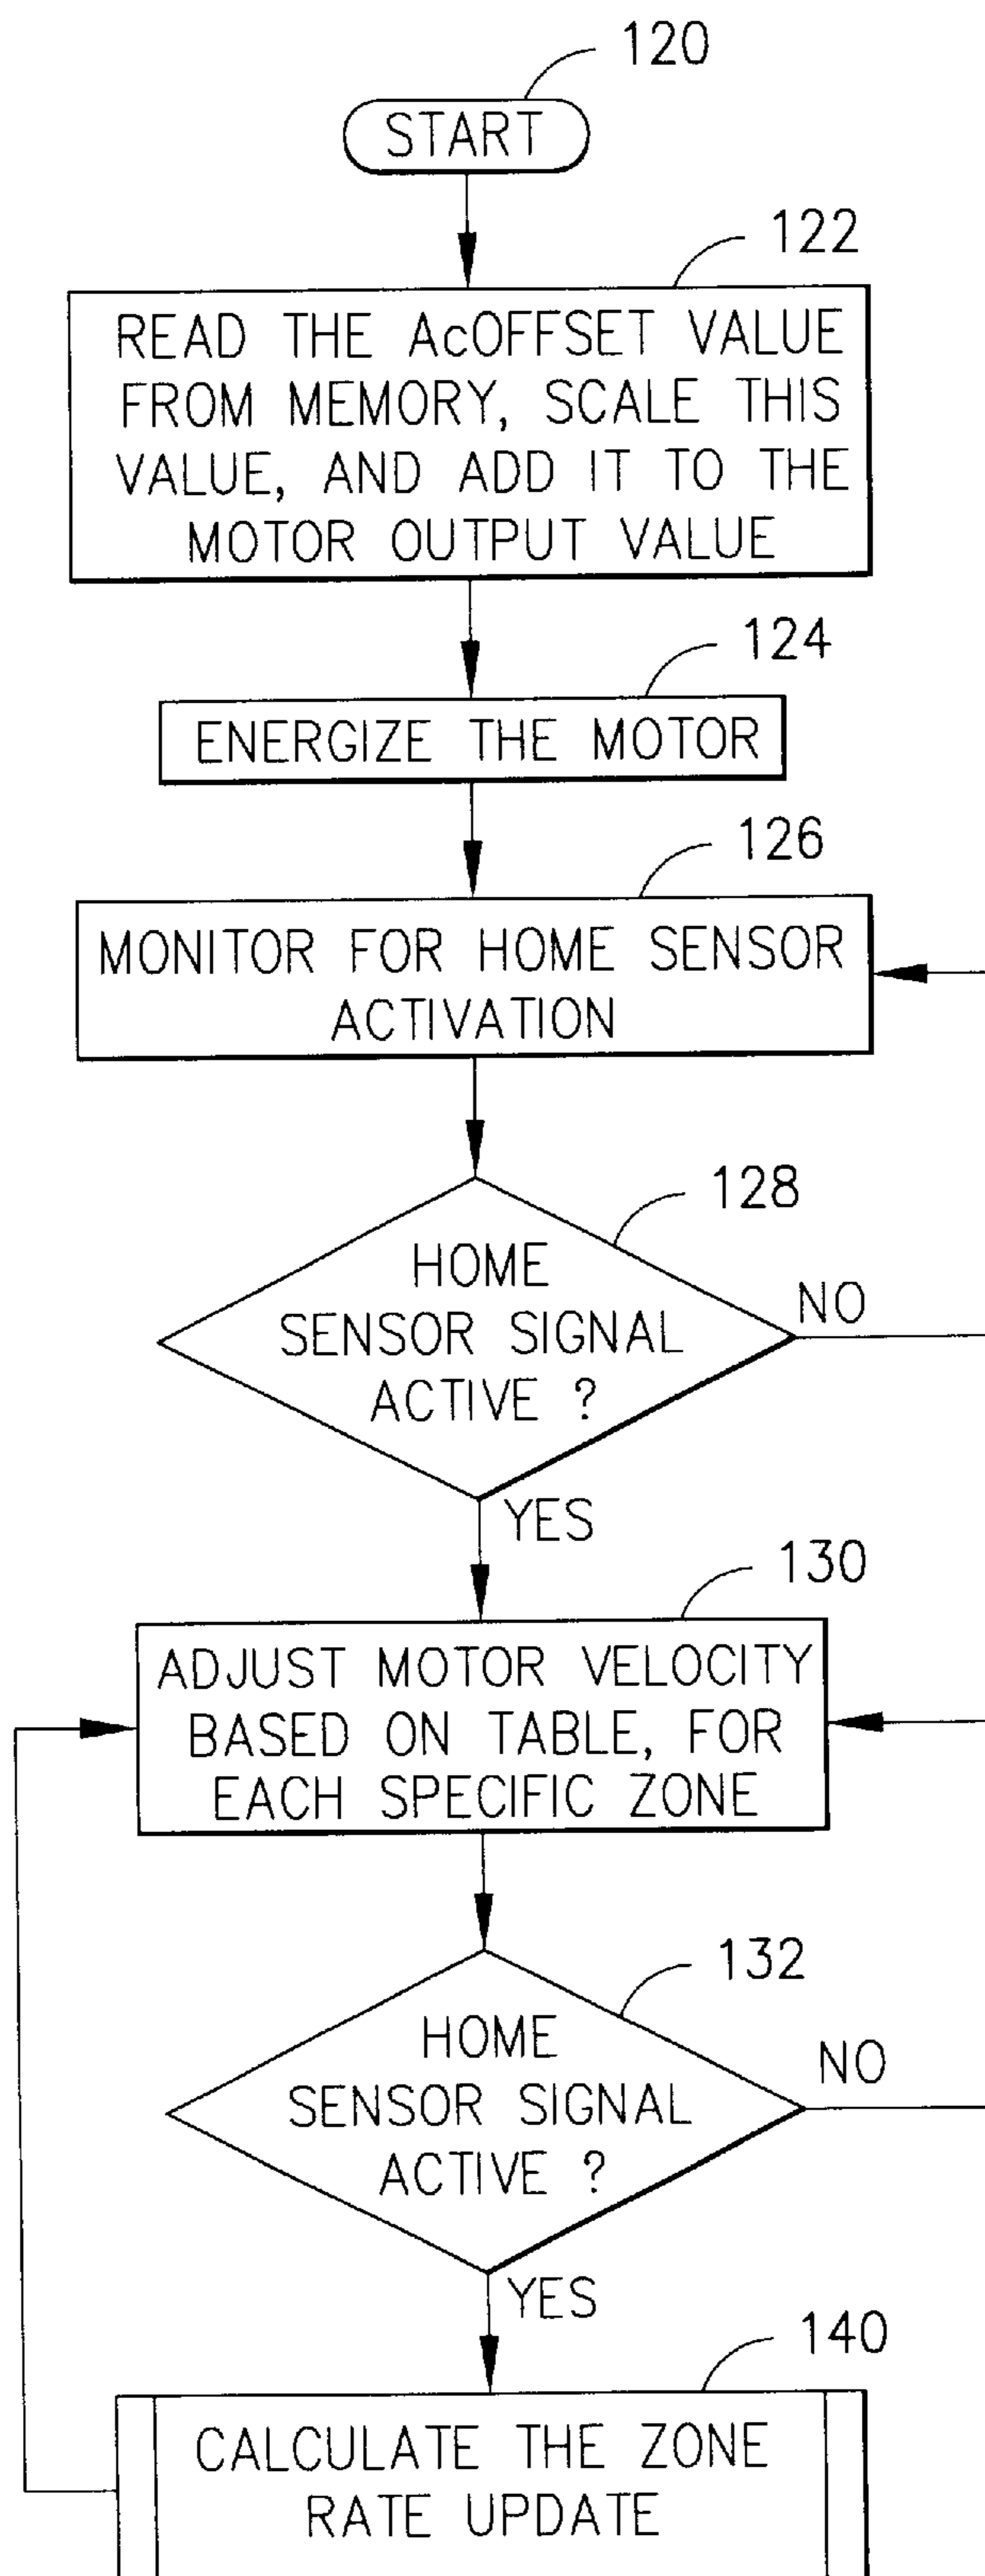 120
START
122
READ THE AcOFFSET VALUE
FROM MEMORY, SCALE THIS
VALUE, AND ADD IT TO THE
MOTOR OUTPUT VALUE
124
ENERGIZE THE MOTOR
126
MONITOR FOR HOME SENSOR
ACTIVATION
128
HOME
SENSOR SIGNAL
ACTIVE ?
NO
YES
130
ADJUST MOTOR VELOCITY
BASED ON TABLE, FOR
EACH SPECIFIC ZONE
132
HOME
SENSOR SIGNAL
ACTIVE ?
NO
YES
140
CALCULATE THE ZONE
RATE UPDATE